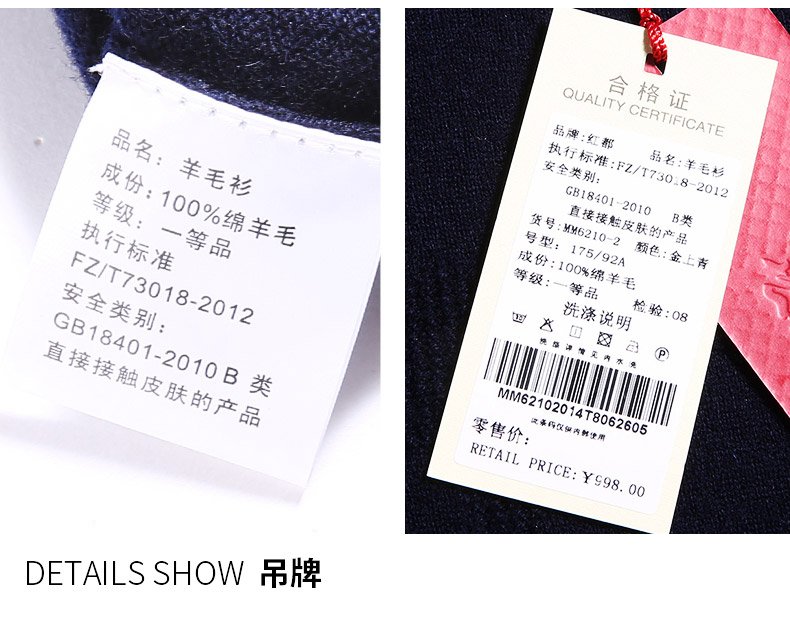 品名：羊毛衫
成份：100%绵羊毛
等级：一等品
执行标准
FZ/T73018-2012
安全类别：
GB18401-2010 B 类
直接接触皮肤的产品
合格证
QUALITY CERTIFICATE
品牌：红都 品名：羊毛衫
执行标准：FZ/T73018-2012
安全类别：
GB18401-2010 B类
直接接触皮肤的产品
货号：MM6210-2 颜色：金上青
号型：175/92A
成份：100%绵羊毛
等级：一等品 检验：08
洗涤说明
MM62102014T8062605
零售价：
RETAIL PRICE:¥998.00
DETAILS SHOW 吊牌